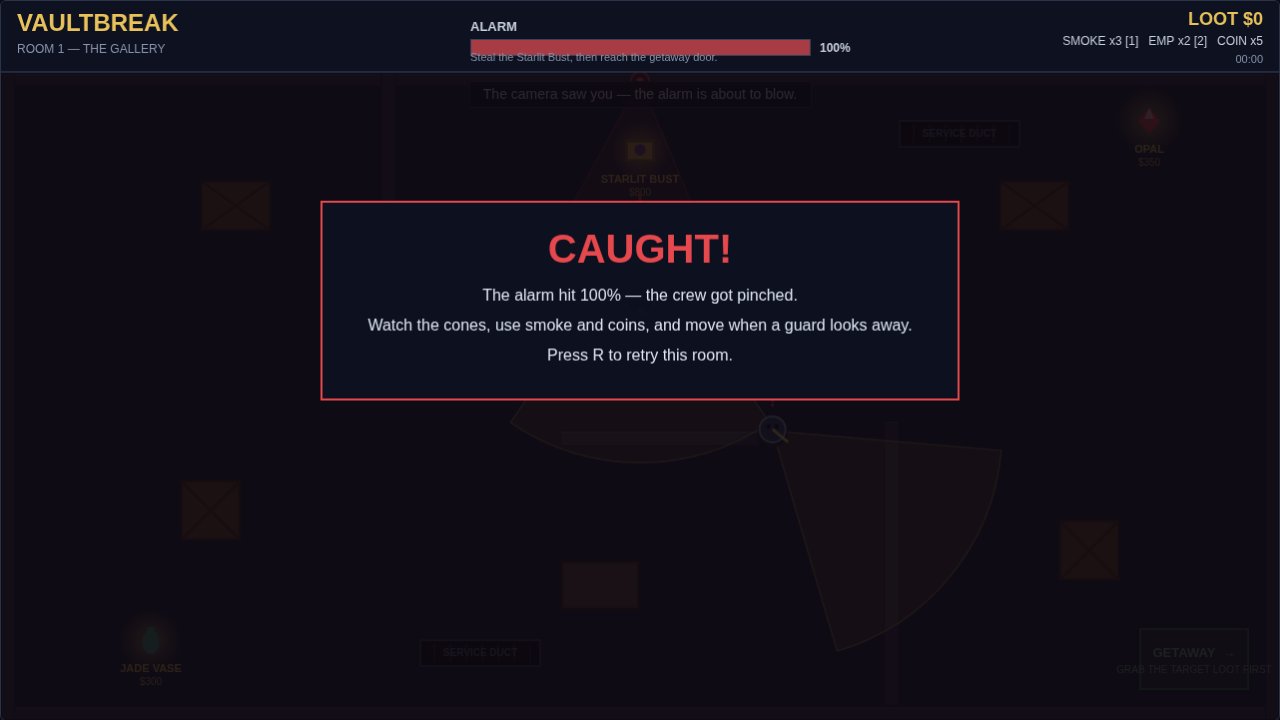 VAULTBREAK
ROOM 1 — THE GALLERY
ALARM
100%
Steal the Starlit Bust, then reach the getaway door.
LOOT $0
SMOKE x3 [1] EMP x2 [2] COIN x5
00:00
The camera saw you — the alarm is about to blow.
SERVICE DUCT
OPAL
$350
STARLIT BUST
$800
CAUGHT!
The alarm hit 100% — the crew got pinched.
Watch the cones, use smoke and coins, and move when a guard looks away.
Press R to retry this room.
JADE VASE
$300
SERVICE DUCT
GETAWAY →
GRAB THE TARGET LOOT FIRST